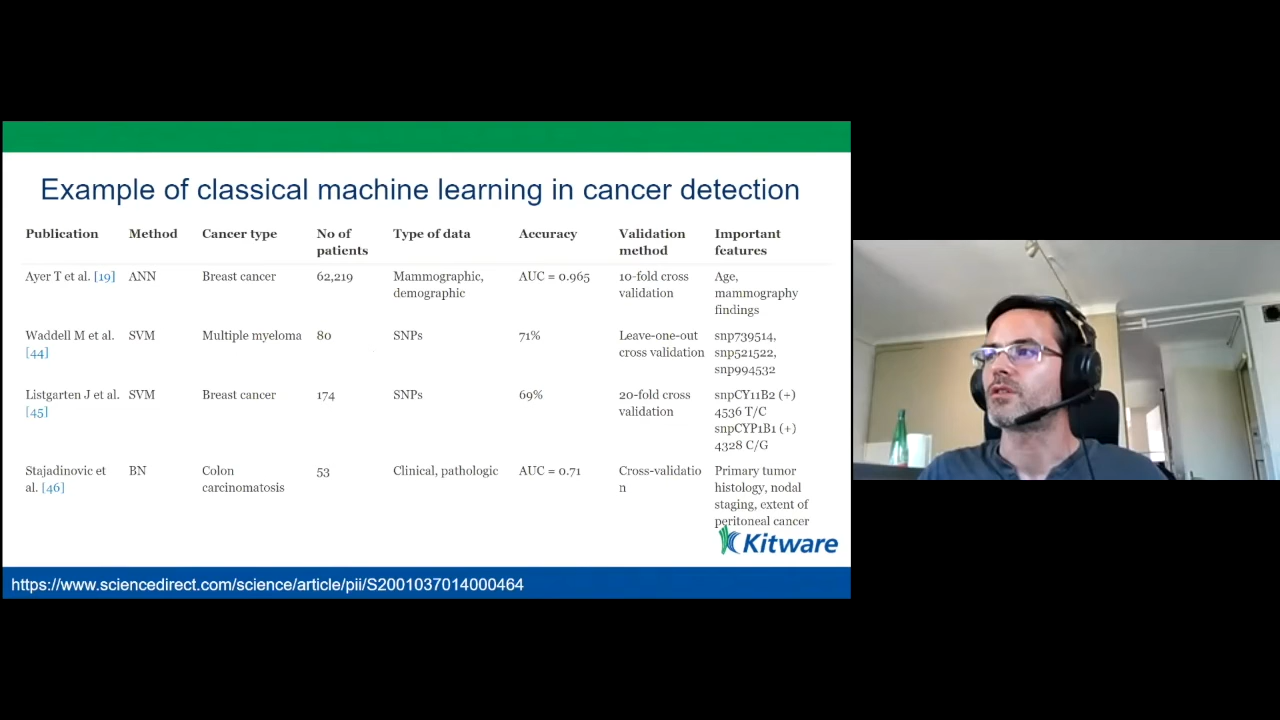 Example of classical machine learning in cancer detection
Publication Method Cancer type No of patients Type of data Accuracy Validation method Important features
Ayer T et al. [19] ANN Breast cancer 62,219 Mammographic, demographic AUC = 0.965 10-fold cross validation Age, mammography findings
Waddell M et al. [44] SVM Multiple myeloma 80 SNPs 71% Leave-one-out cross validation snp739514, snp521522, snp994532
Listgarten J et al. [45] SVM Breast cancer 174 SNPs 69% 20-fold cross validation snpCY11B2 (+) 4536 T/C snpCYP1B1 (+) 4328 C/G
Stajadinovic et al. [46] BN Colon carcinomatosis 53 Clinical, pathologic AUC = 0.71 Cross-validation Primary tumor histology, nodal staging, extent of peritoneal cancer
Kitware
https://www.sciencedirect.com/science/article/pii/S2001037014000464